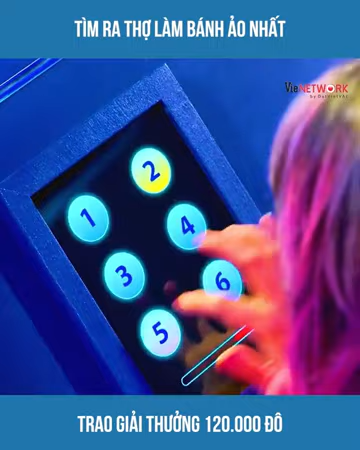 TÌM RA THỢ LÀM BÁNH ẢO NHẤT
VieNETWORK
1
2
3
4
5
6
TRAO GIẢI THƯỞNG 120.000 ĐÔ